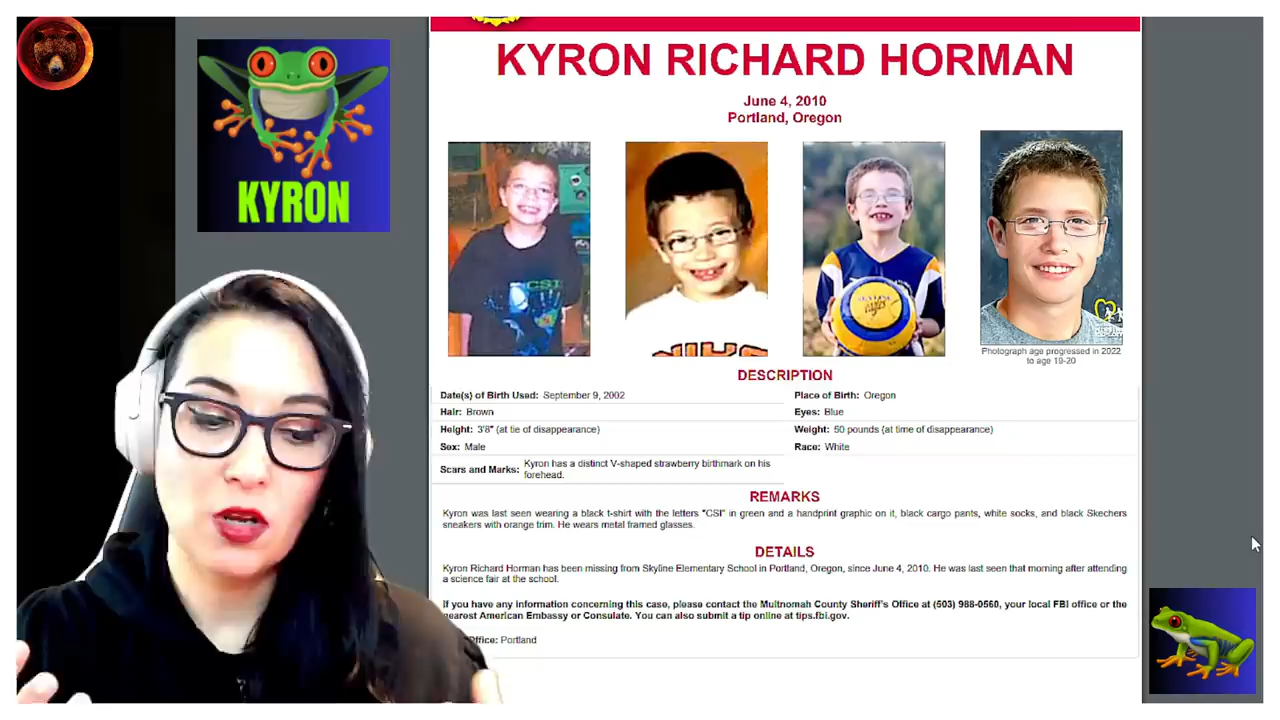 KYRON RICHARD HORMAN
June 4, 2010
Portland, Oregon
KYRON
CSI
Photograph age progressed in 2022
to age 19-20
DESCRIPTION
Date(s) of Birth Used: September 9, 2002
Place of Birth: Oregon
Hair: Brown
Eyes: Blue
Height: 3'8" (at tie of disappearance)
Weight: 50 pounds (at time of disappearance)
Sex: Male
Race: White
Scars and Marks: Kyron has a distinct V-shaped strawberry birthmark on his
forehead.
REMARKS
Kyron was last seen wearing a black t-shirt with the letters "CSI" in green and a handprint graphic on it, black cargo pants, white socks, and black Skechers
sneakers with orange trim. He wears metal framed glasses.
DETAILS
Kyron Richard Horman has been missing from Skyline Elementary School in Portland, Oregon, since June 4, 2010. He was last seen that morning after attending
a science fair at the school.
If you have any information concerning this case, please contact the Multnomah County Sheriff's Office at (503) 988-0560, your local FBI office or the
nearest American Embassy or Consulate. You can also submit a tip online at tips.fbi.gov.
Office: Portland